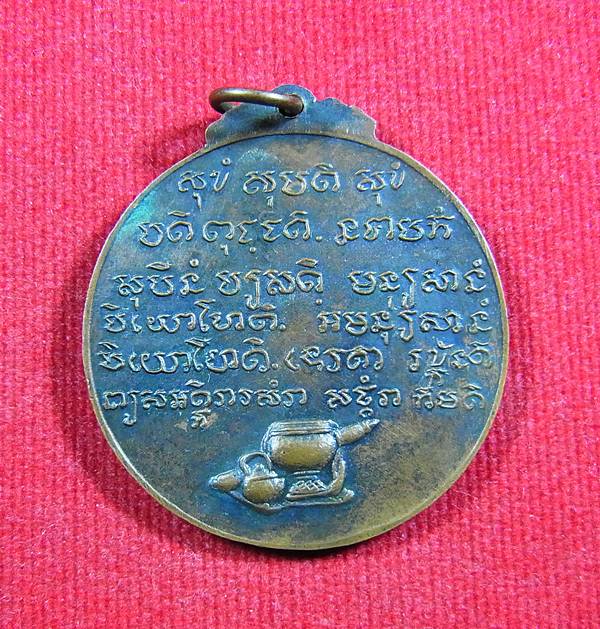 សុខំ សុបតិ សុខំ
បតិពុជ្ឈតិ. នបាបកំ
សុបិនំ បស្សតិ មនុស្សានំ
បិយោហោតិ. អមនុស្សានំ
បិយោហោតិ. ទេវតា រក្ខន្តិ